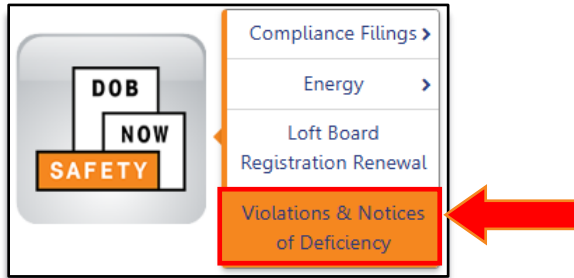 DOB
NOW
SAFETY
Compliance Filings
Energy
Loft Board
Registration Renewal
Violations & Notices
of Deficiency